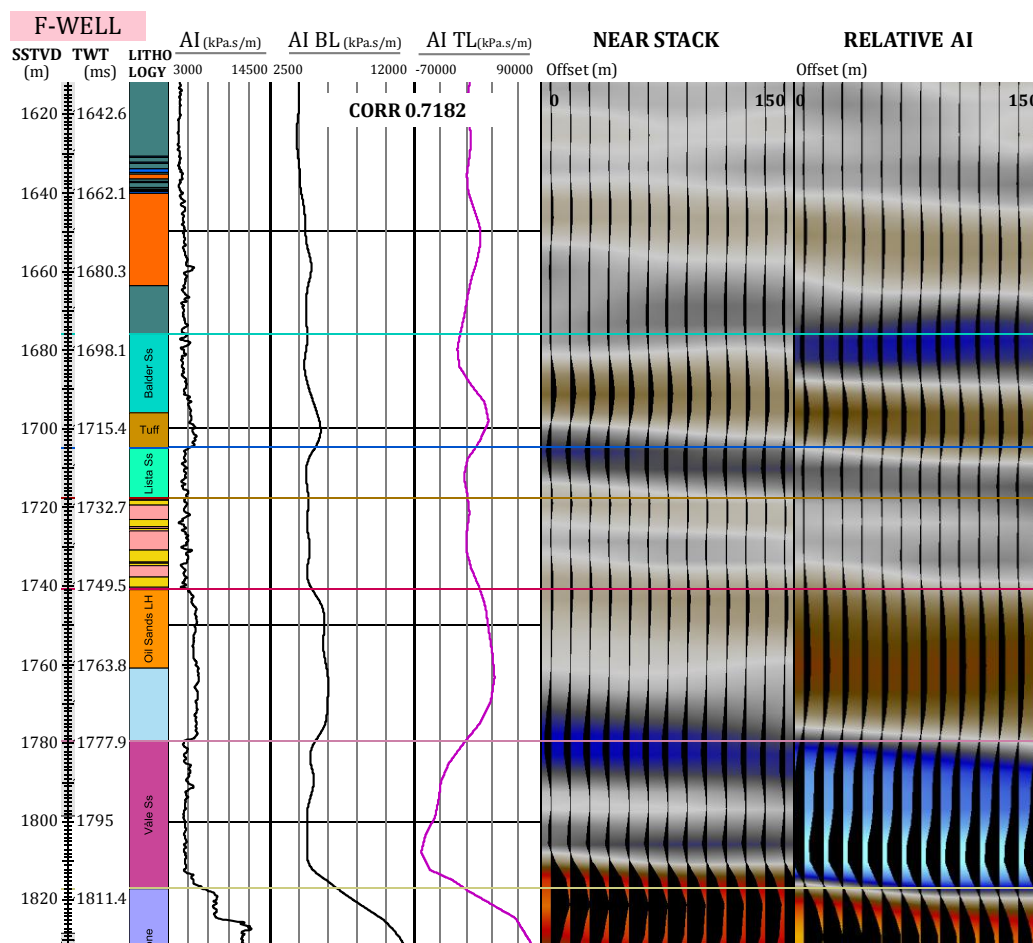 F-WELL
SSTVD TWT LITHO AI (kPa.s/m) AI BL (kPa.s/m) AI TL(kPa.s/m) NEAR STACK RELATIVE AI
(m) (ms) LOGY 3000 14500 2500 12000 -70000 90000 Offset (m) Offset (m)
CORR 0.7182 0 150 0 150
1620 1642.6
1640 1662.1
1660 1680.3
1680 1698.1
Balder Ss
1700 1715.4
Tuff
Lista Ss
1720 1732.7
1740 1749.5
Oil Sands LH
1760 1763.8
1780 1777.9
Våle Ss
1800 1795
1820 1811.4
one